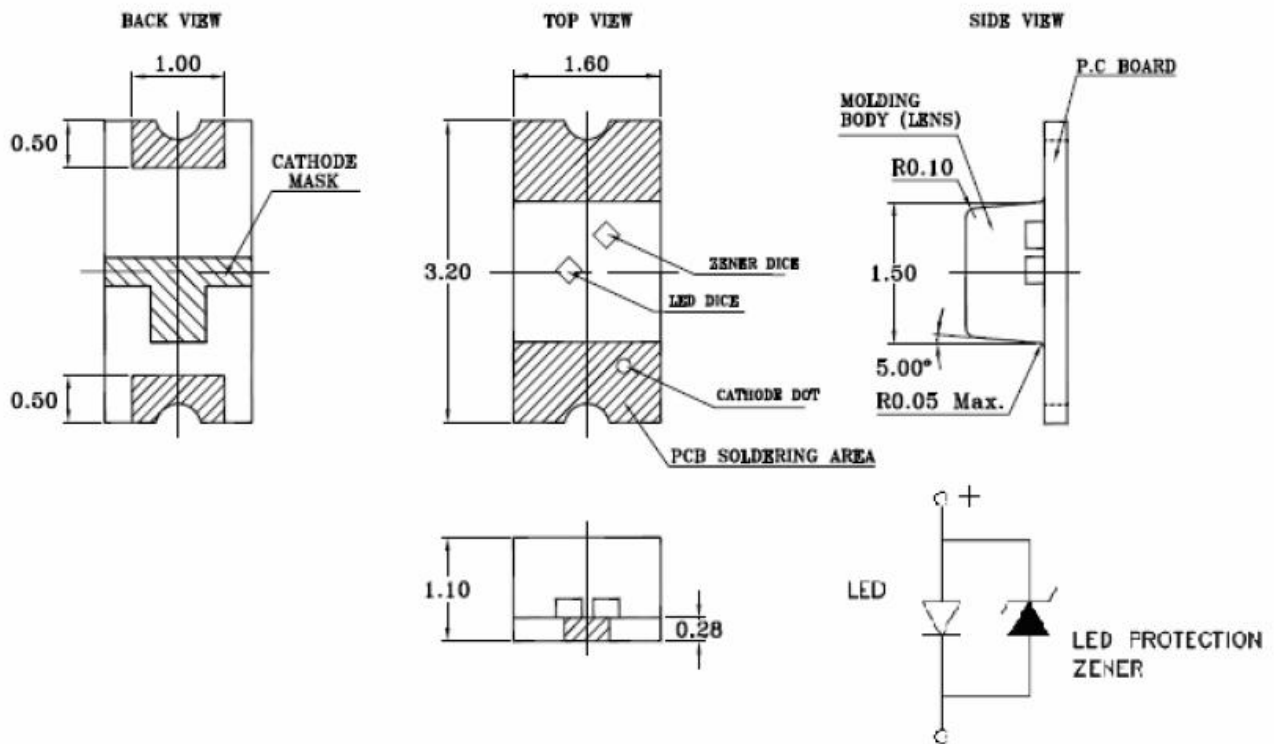 BACK VIEW
TOP VIEW
SIDE VIEW
1.00
1.60
P.C BOARD
MOLDING
BODY (LENS)
0.50
CATHODE
MASK
R0.10
3.20
ZENER DICE
1.50
LED DICE
0.50
5.00°
CATHODE DOT
R0.05 Max.
PCB SOLDERING AREA
+
1.10
LED
0.28
LED PROTECTION
ZENER